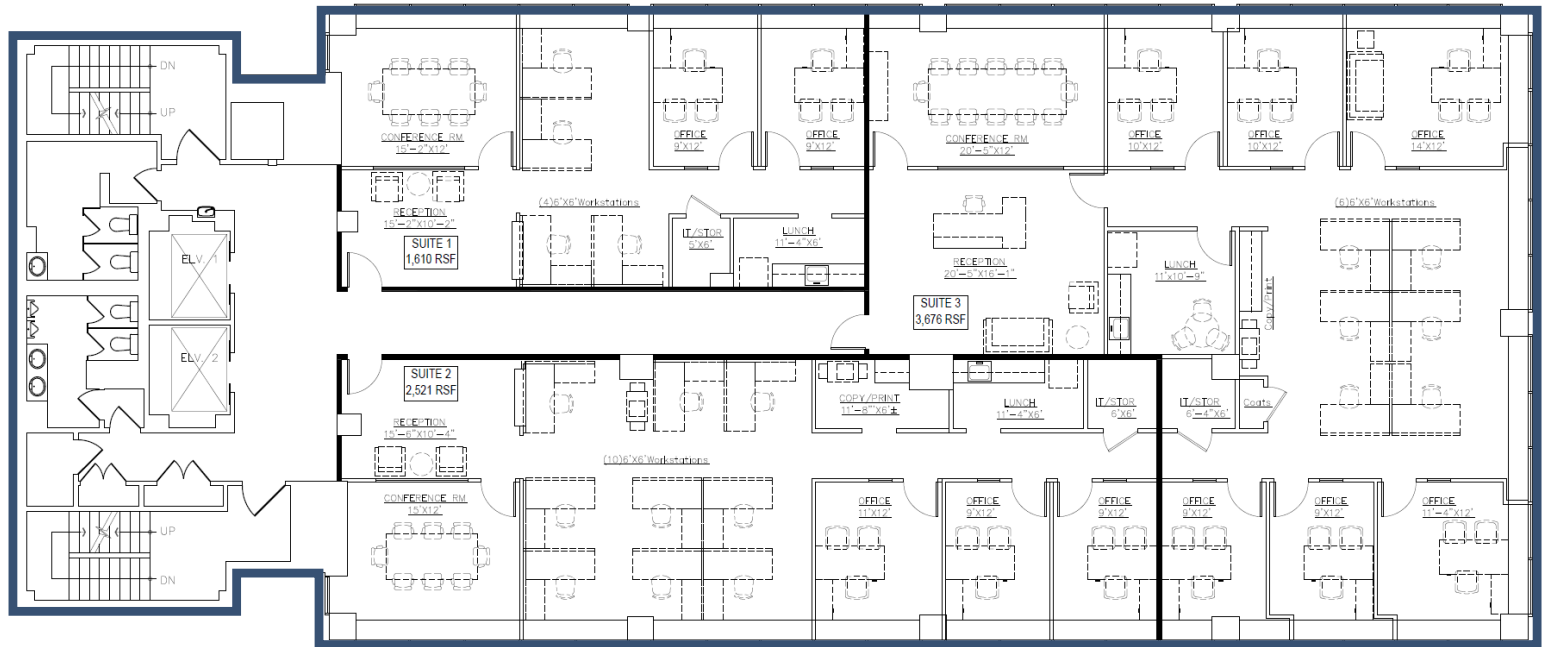 DN
UP
ELV. 1
ELV. 2
UP
DN
CONFERENCE RM
15'-2"X12'
OFFICE
9'X12'
OFFICE
9'X12'
(4)6'X6'Workstations
RECEPTION
15'-2"X10'-2"
SUITE 1
1,610 RSF
IT/STOR
5'X6'
LUNCH
11'-4"X6'
CONFERENCE RM
20'-5"X12'
OFFICE
10'X12'
OFFICE
10'X12'
OFFICE
14'X12'
(6)6'X6'Workstations
RECEPTION
20'-5"X16'-1"
SUITE 3
3,676 RSF
LUNCH
11'x10'-9"
Copy/Print
IT/STOR
6'-4"X6'
Coats
OFFICE
9'X12'
OFFICE
9'X12'
OFFICE
11'-4"X12'
SUITE 2
2,521 RSF
RECEPTION
15'-6"X10'-4"
COPY/PRINT
11'-8"X6'±
LUNCH
11'-4"X6'
IT/STOR
6'X6'
(10)6'X6'Workstations
CONFERENCE RM
15'X12'
OFFICE
11'X12'
OFFICE
9'X12'
OFFICE
9'X12'